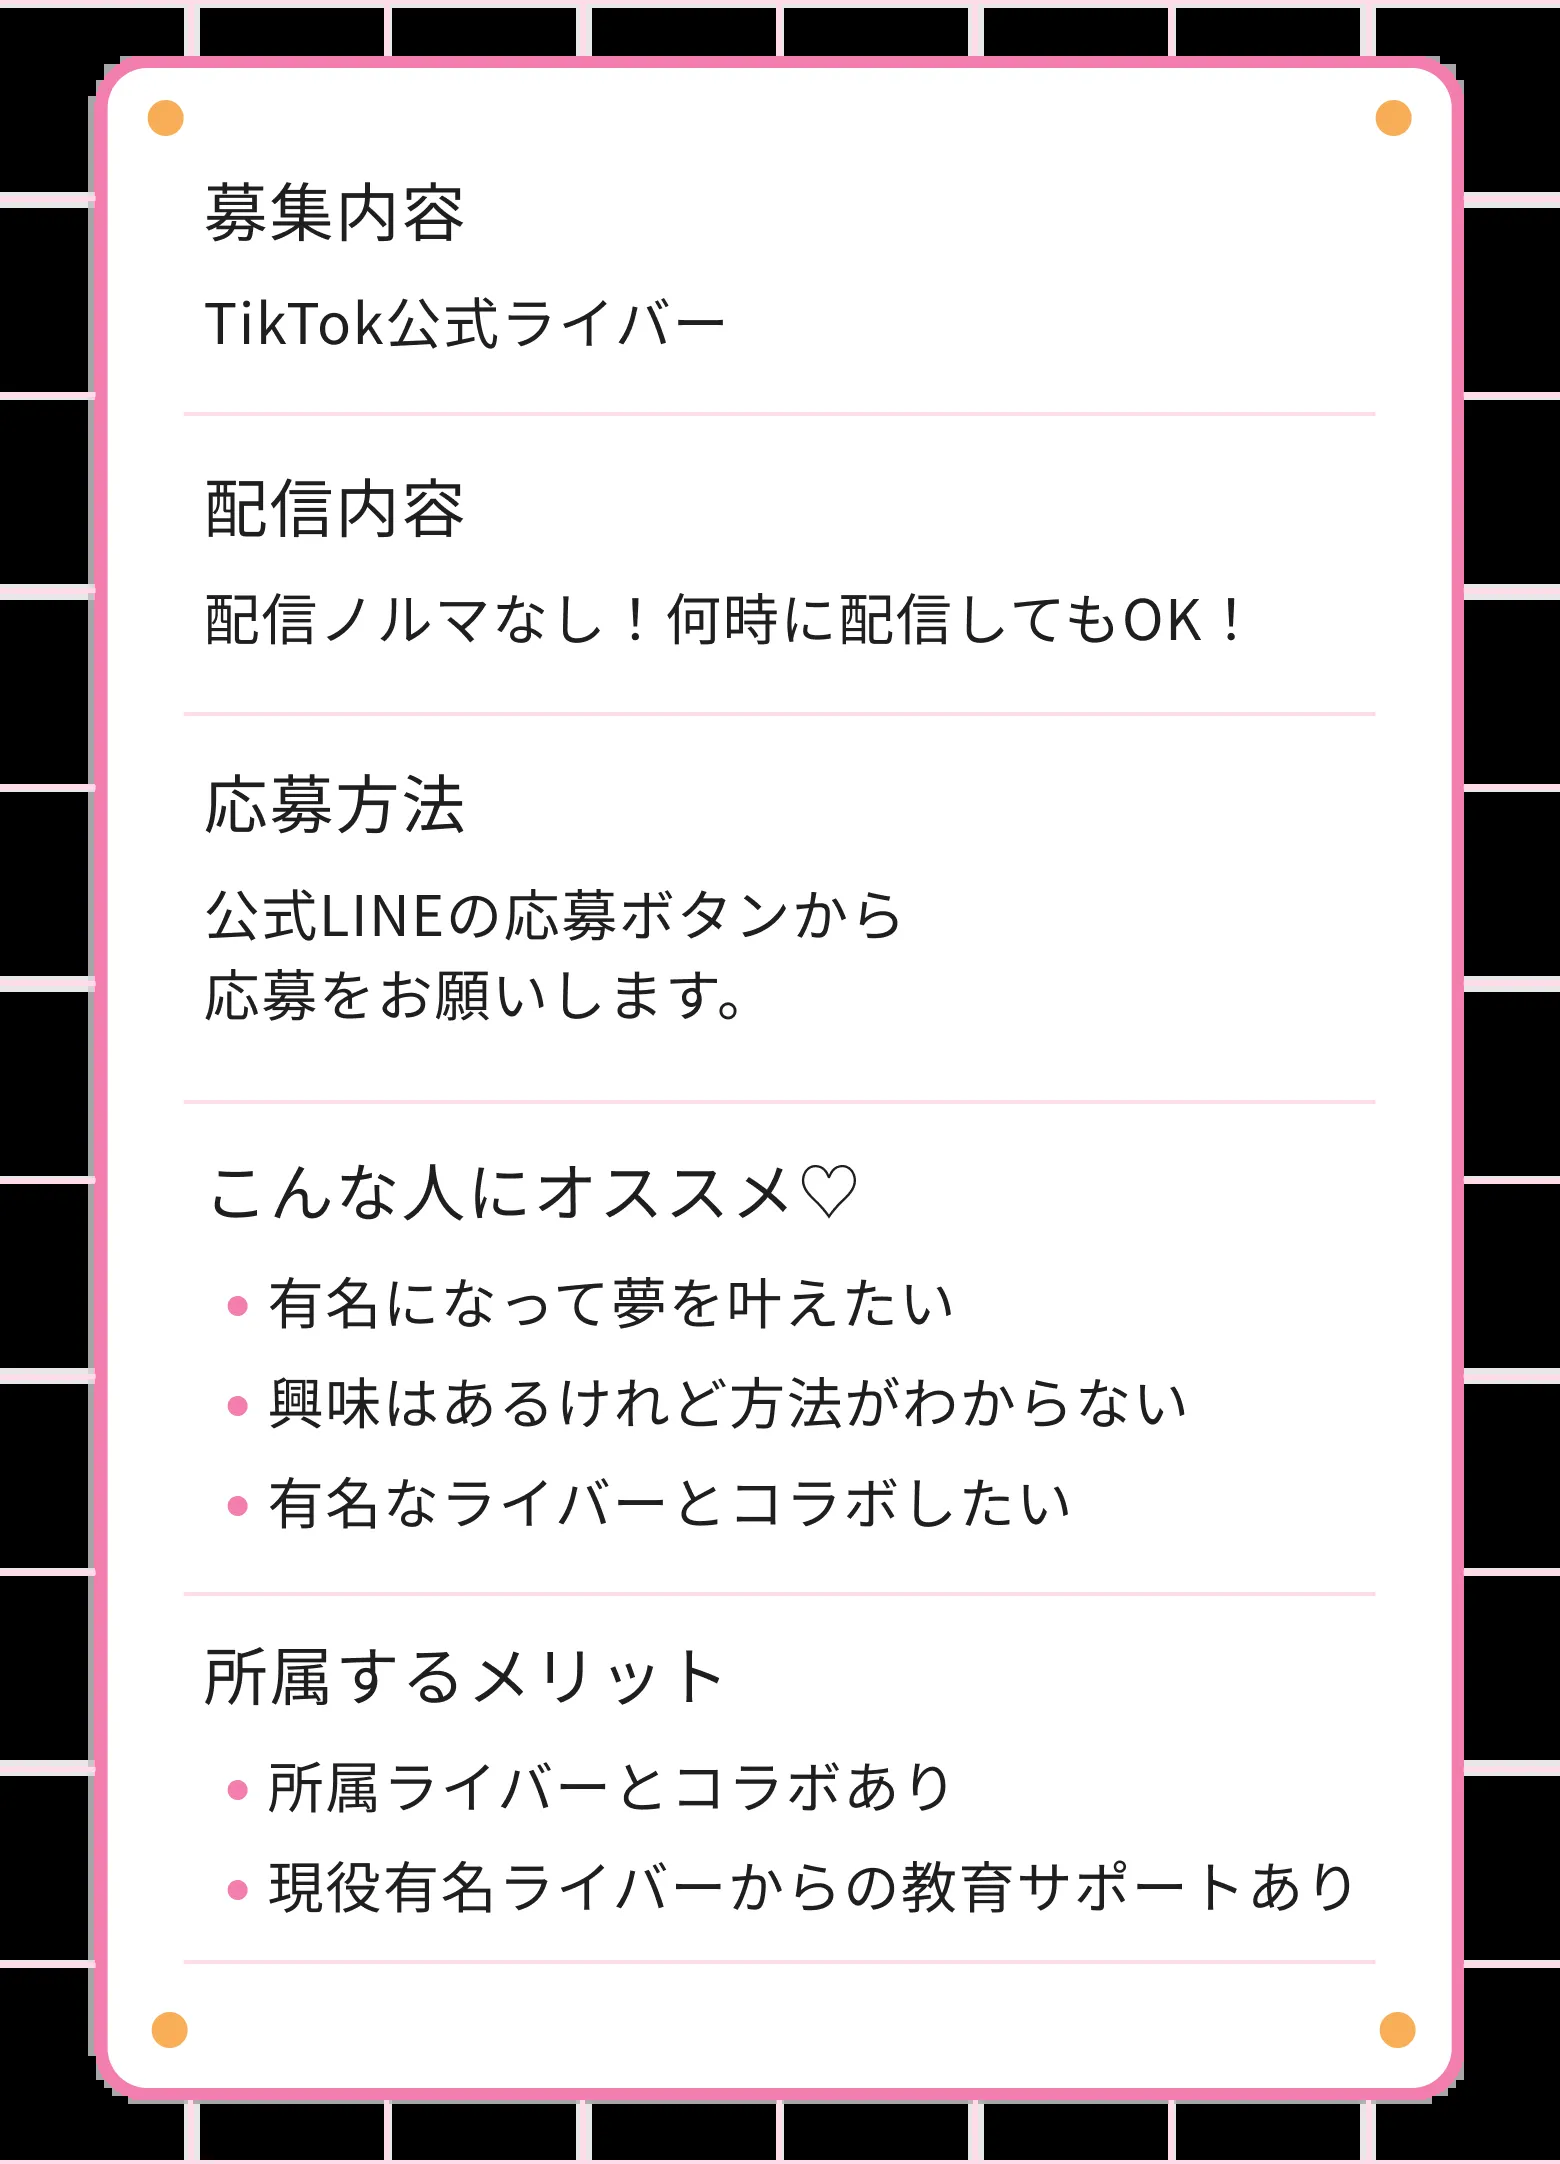 募集内容
TikTok公式ライバー
配信内容
配信ノルマなし！何時に配信してもOK！
応募方法
公式LINEの応募ボタンから
応募をお願いします。
こんな人にオススメ♡
• 有名になって夢を叶えたい
• 興味はあるけれど方法がわからない
• 有名なライバーとコラボしたい
所属するメリット
• 所属ライバーとコラボあり
• 現役有名ライバーからの教育サポートあり